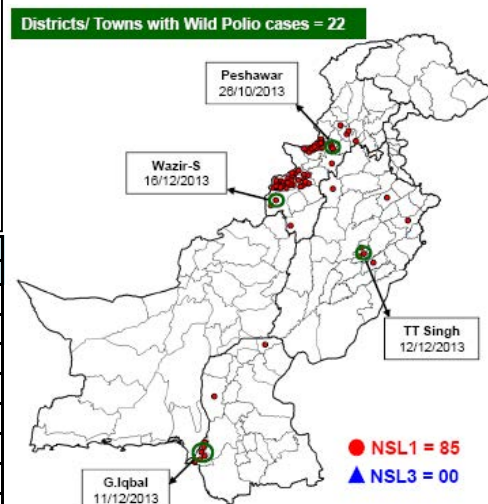 Districts/ Towns with Wild Polio cases = 22
Peshawar
26/10/2013
Wazir-S
16/12/2013
TT Singh
12/12/2013
NSL1 = 85
NSL3 = 00
G.Iqbal
11/12/2013